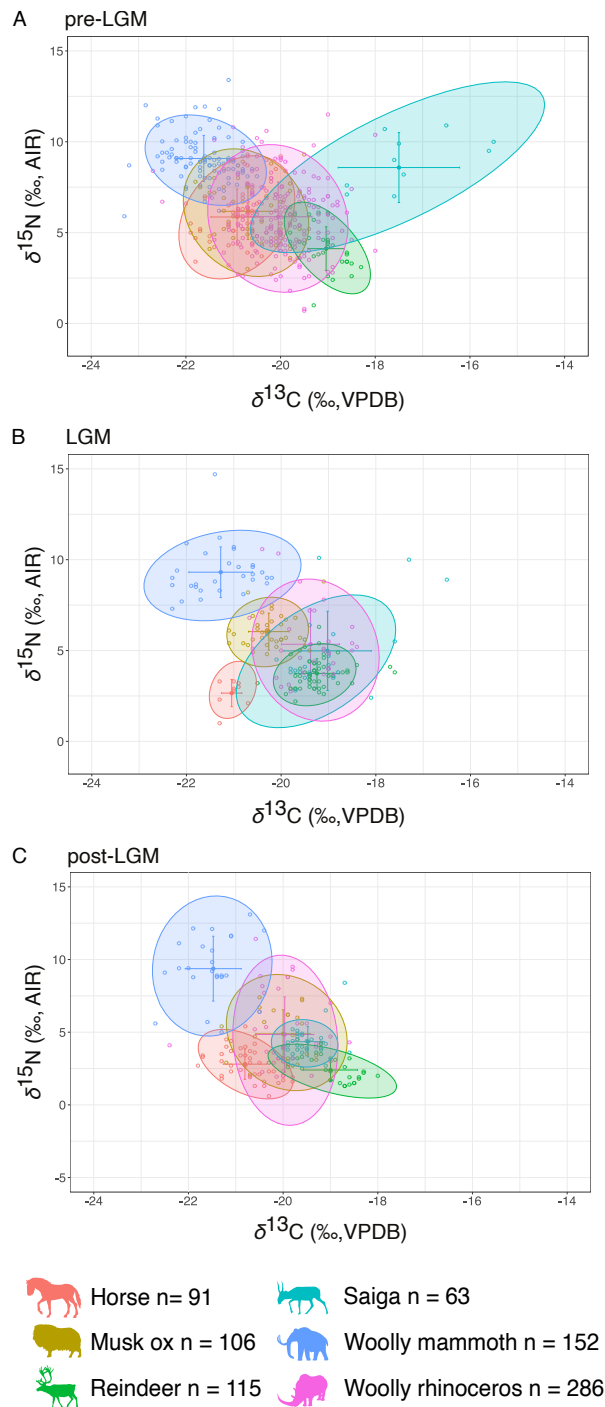 A pre-LGM
15
10
5
0
δ15N (‰, AIR)
-24 -22 -20 -18 -16 -14
δ13C (‰,VPDB)
B LGM
15
10
5
0
δ15N (‰, AIR)
-24 -22 -20 -18 -16 -14
δ13C (‰,VPDB)
C post-LGM
15
10
5
0
-5
δ15N (‰, AIR)
-24 -22 -20 -18 -16 -14
δ13C (‰,VPDB)
Horse n= 91 Saiga n = 63
Musk ox n = 106 Woolly mammoth n = 152
Reindeer n = 115 Woolly rhinoceros n = 286